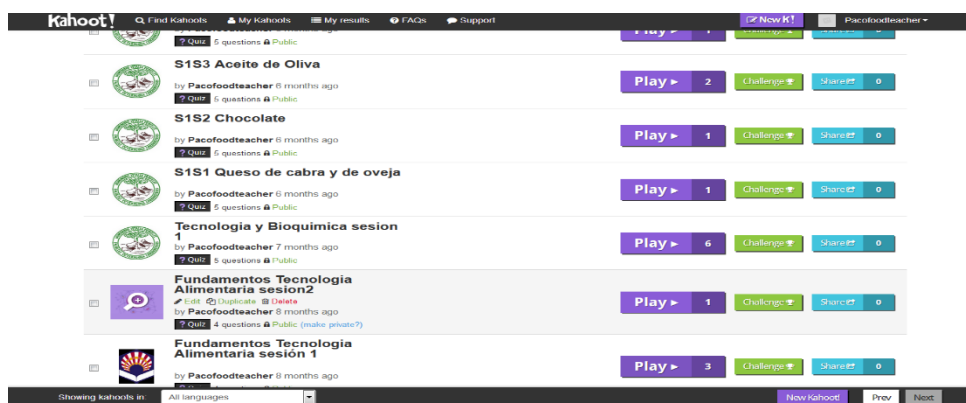 Kahoot! Find Kahoots My Kahoots My results FAQs Support New K! Pacofoodteacher
? Quiz 5 questions Public
S1S3 Aceite de Oliva
by Pacofoodteacher 6 months ago
Play 2 Challenge Share 0
? Quiz 5 questions Public
S1S2 Chocolate
by Pacofoodteacher 6 months ago
Play 1 Challenge Share 0
? Quiz 5 questions Public
S1S1 Queso de cabra y de oveja
by Pacofoodteacher 6 months ago
Play 1 Challenge Share 0
? Quiz 5 questions Public
Tecnologia y Bioquimica sesion
1
by Pacofoodteacher 7 months ago
Play 6 Challenge Share 0
? Quiz 5 questions Public
Fundamentos Tecnología
Alimentaria sesion2
Edit Duplicate Delete
by Pacofoodteacher 8 months ago
Play 1 Challenge Share 0
? Quiz 4 questions Public (make private?)
Fundamentos Tecnología
Alimentaria sesión 1
by Pacofoodteacher 8 months ago
Play 3 Challenge Share 0
Showing kahoots in: All languages New Kahoot! Prev Next